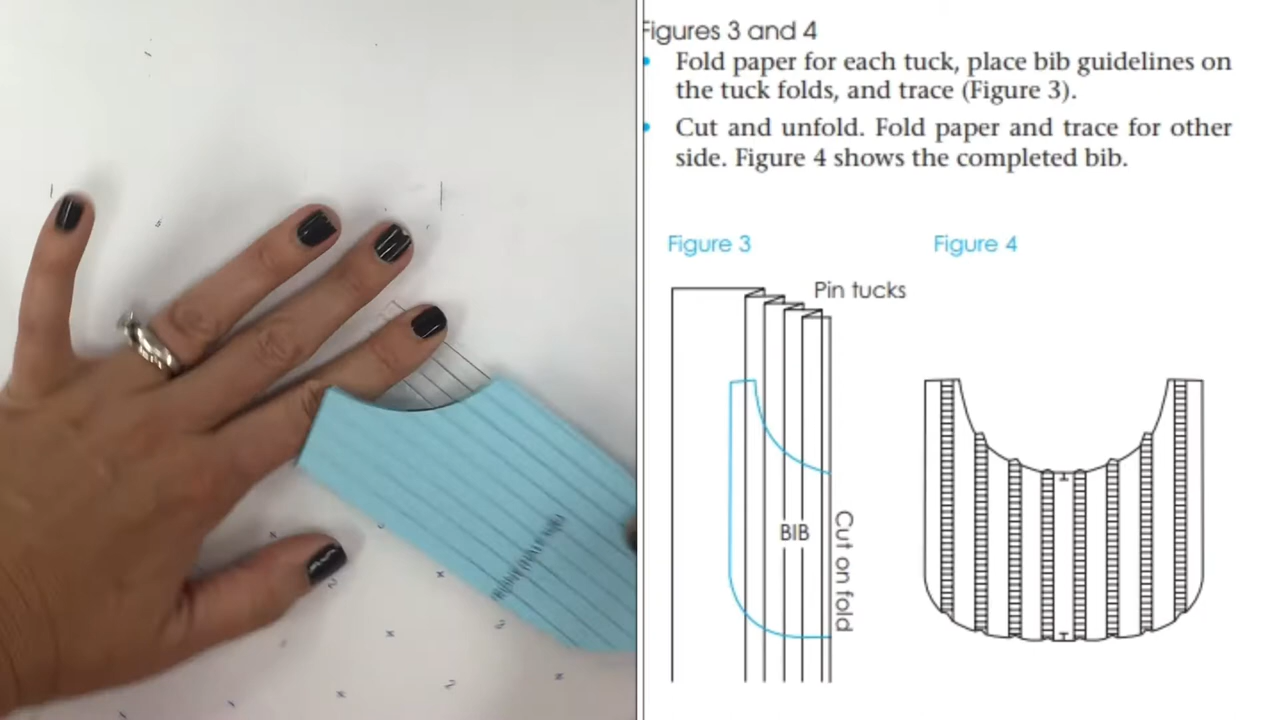 Figures 3 and 4
Fold paper for each tuck, place bib guidelines on
the tuck folds, and trace (Figure 3).
Cut and unfold. Fold paper and trace for other
side. Figure 4 shows the completed bib.
Figure 3
Figure 4
Pin tucks
BIB
Cut on fold